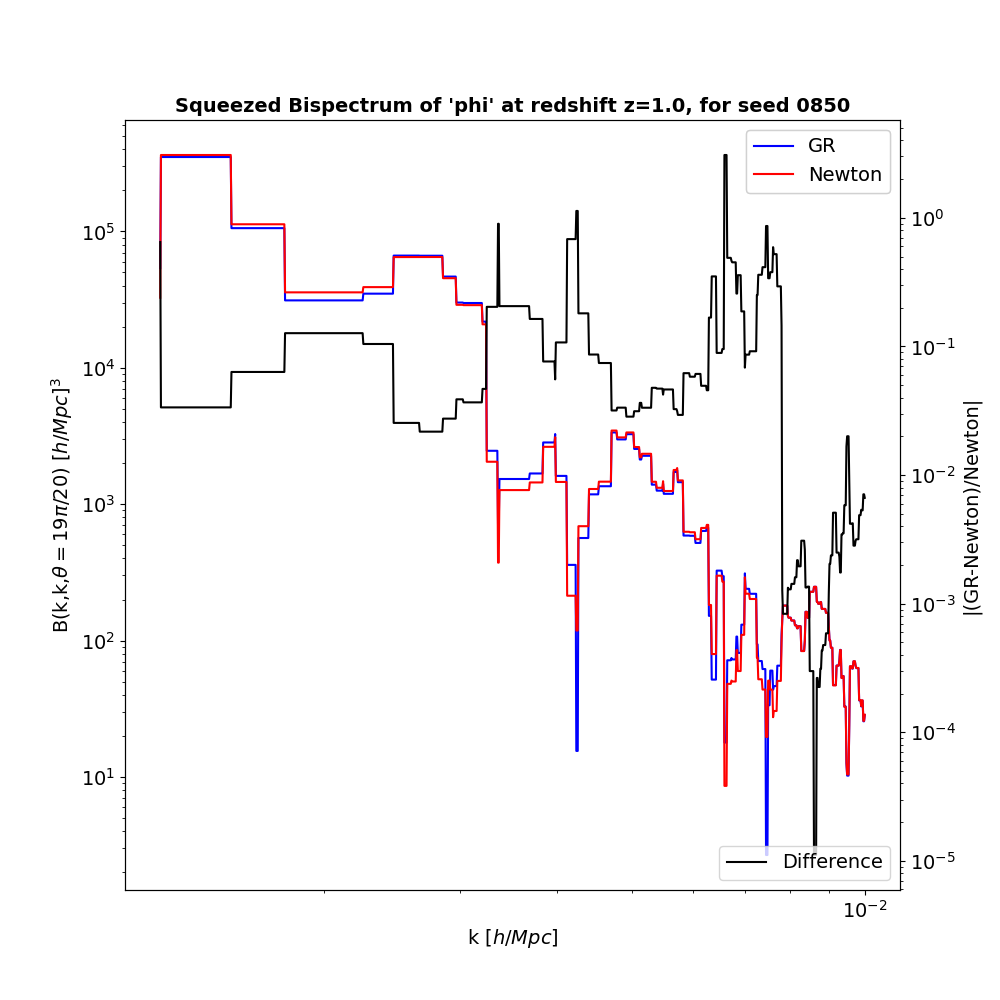 Squeezed Bispectrum of 'phi' at redshift z=1.0, for seed 0850
GR
Newton
10^5
10^4
10^3
10^2
10^1
B(k,k,θ = 19π/20) [h/Mpc]^3
10^0
10^-1
10^-2
10^-3
10^-4
10^-5
|(GR-Newton)/Newton|
Difference
10^-2
k [h/Mpc]